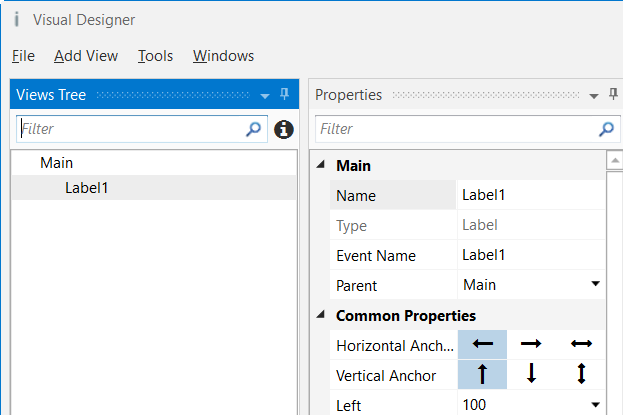 Visual Designer
File Add View Tools Windows
Views Tree
Filter
Main
Label1
Properties
Filter
Main
Name Label1
Type Label
Event Name Label1
Parent Main
Common Properties
Horizontal Anch...
Vertical Anchor
Left 100